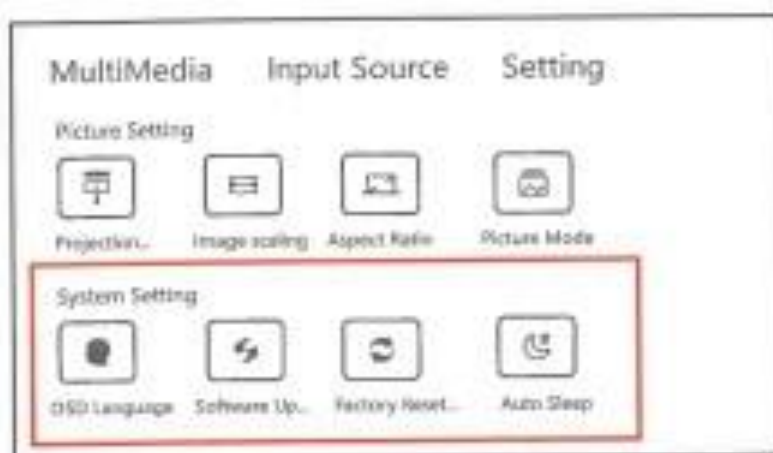 MultiMedia Input Source Setting
Picture Setting
Projection... Image scaling Aspect Ratio Picture Mode
System Setting
OSD Language Software Up... Factory Reset... Auto Sleep